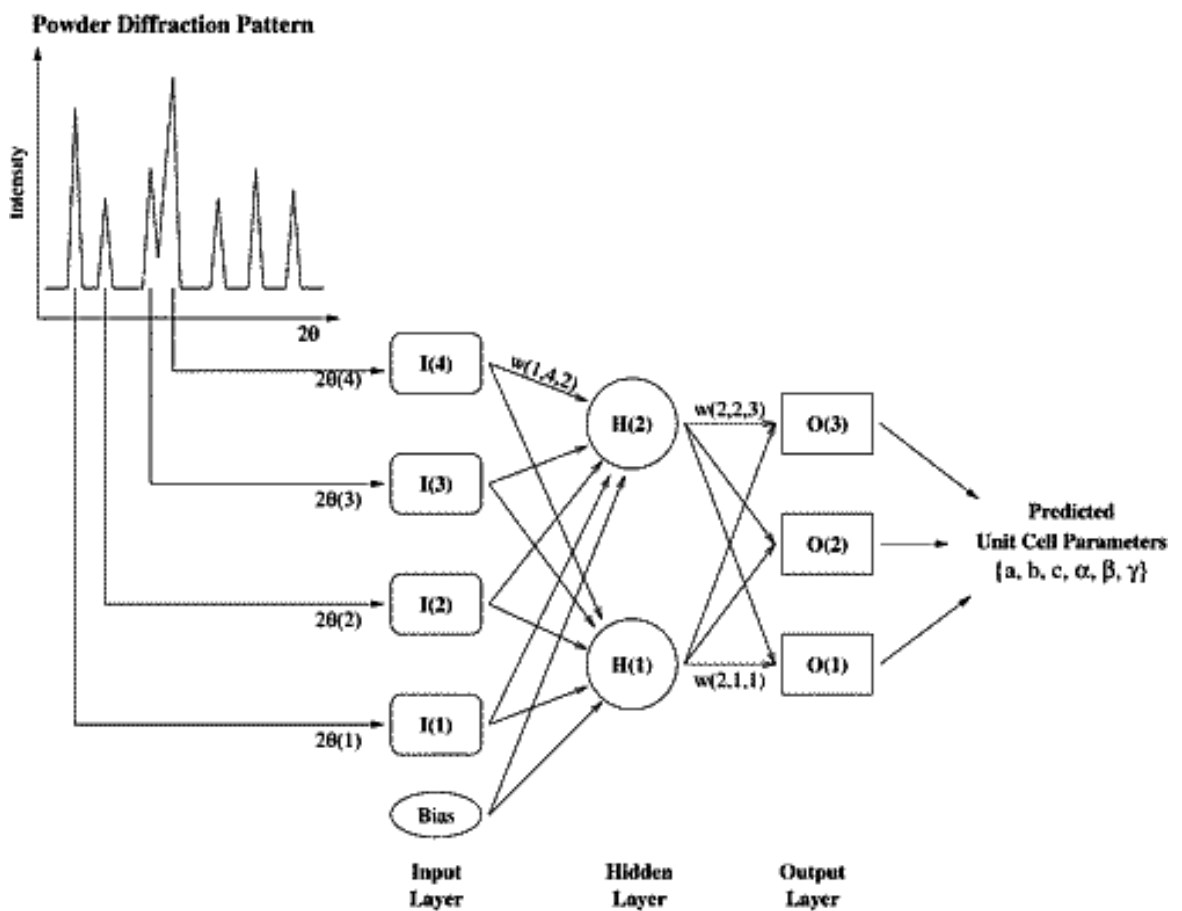 Powder Diffraction Pattern
Intensity
2θ
2θ(4)
I(4)
w(1,4,2)
H(2)
w(2,2,3)
O(3)
2θ(3)
I(3)
O(2)
Predicted
Unit Cell Parameters
{a, b, c, α, β, γ}
2θ(2)
I(2)
H(1)
w(2,1,1)
O(1)
2θ(1)
I(1)
Bias
Input
Layer
Hidden
Layer
Output
Layer